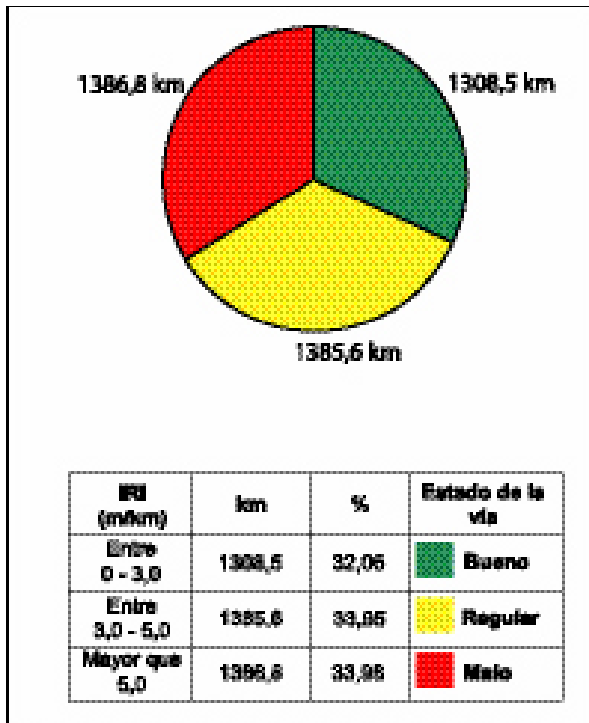 1386,8 km
1308,5 km
1385,6 km
IRI
(m/km)
km
%
Estado de la
vía
Entre
0 - 3,0
1308,5
32,06
Bueno
Entre
3,0 - 5,0
1385,6
33,95
Regular
Mayor que
5,0
1386,8
33,98
Malo